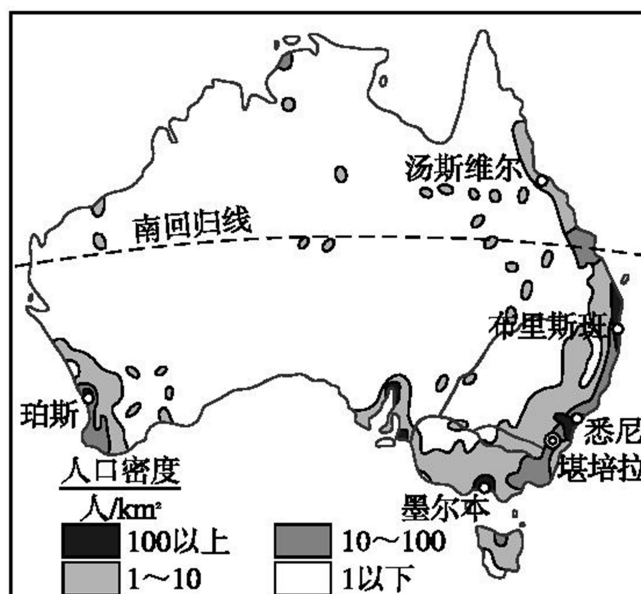 汤斯维尔
南回归线
布里斯班
珀斯
悉尼
堪培拉
墨尔本
人口密度
人/km²
100以上
10～100
1～10
1以下